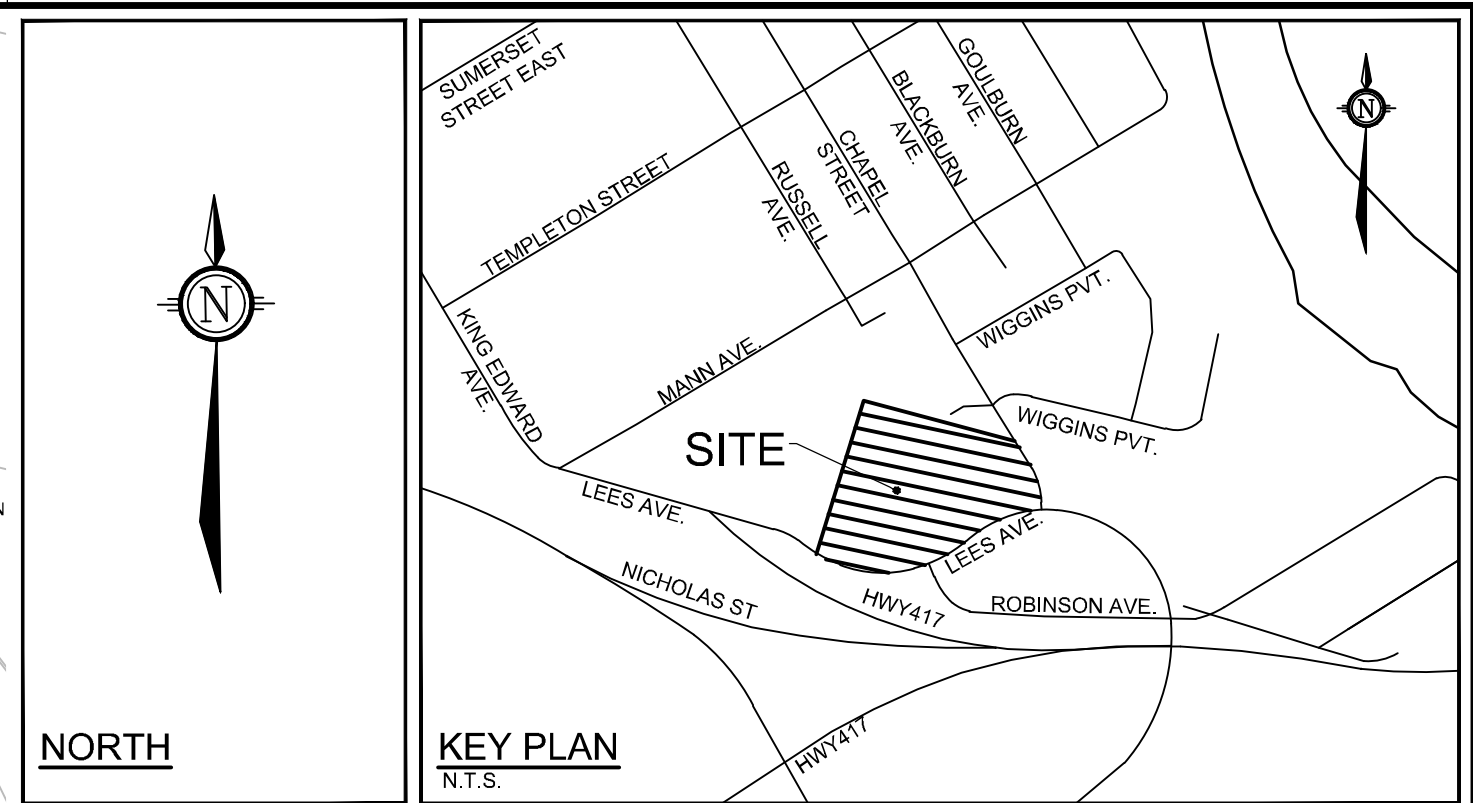 N
NORTH
SUMERSET
STREET EAST
TEMPLETON STREET
RUSSELL
AVE.
CHAPEL
STREET
BLACKBURN
AVE.
GOULBURN
AVE.
N
KING EDWARD
AVE.
MANN AVE.
WIGGINS PVT.
WIGGINS PVT.
SITE
LEES AVE.
LEES AVE.
NICHOLAS ST
HWY417
ROBINSON AVE.
HWY417
KEY PLAN
N.T.S.